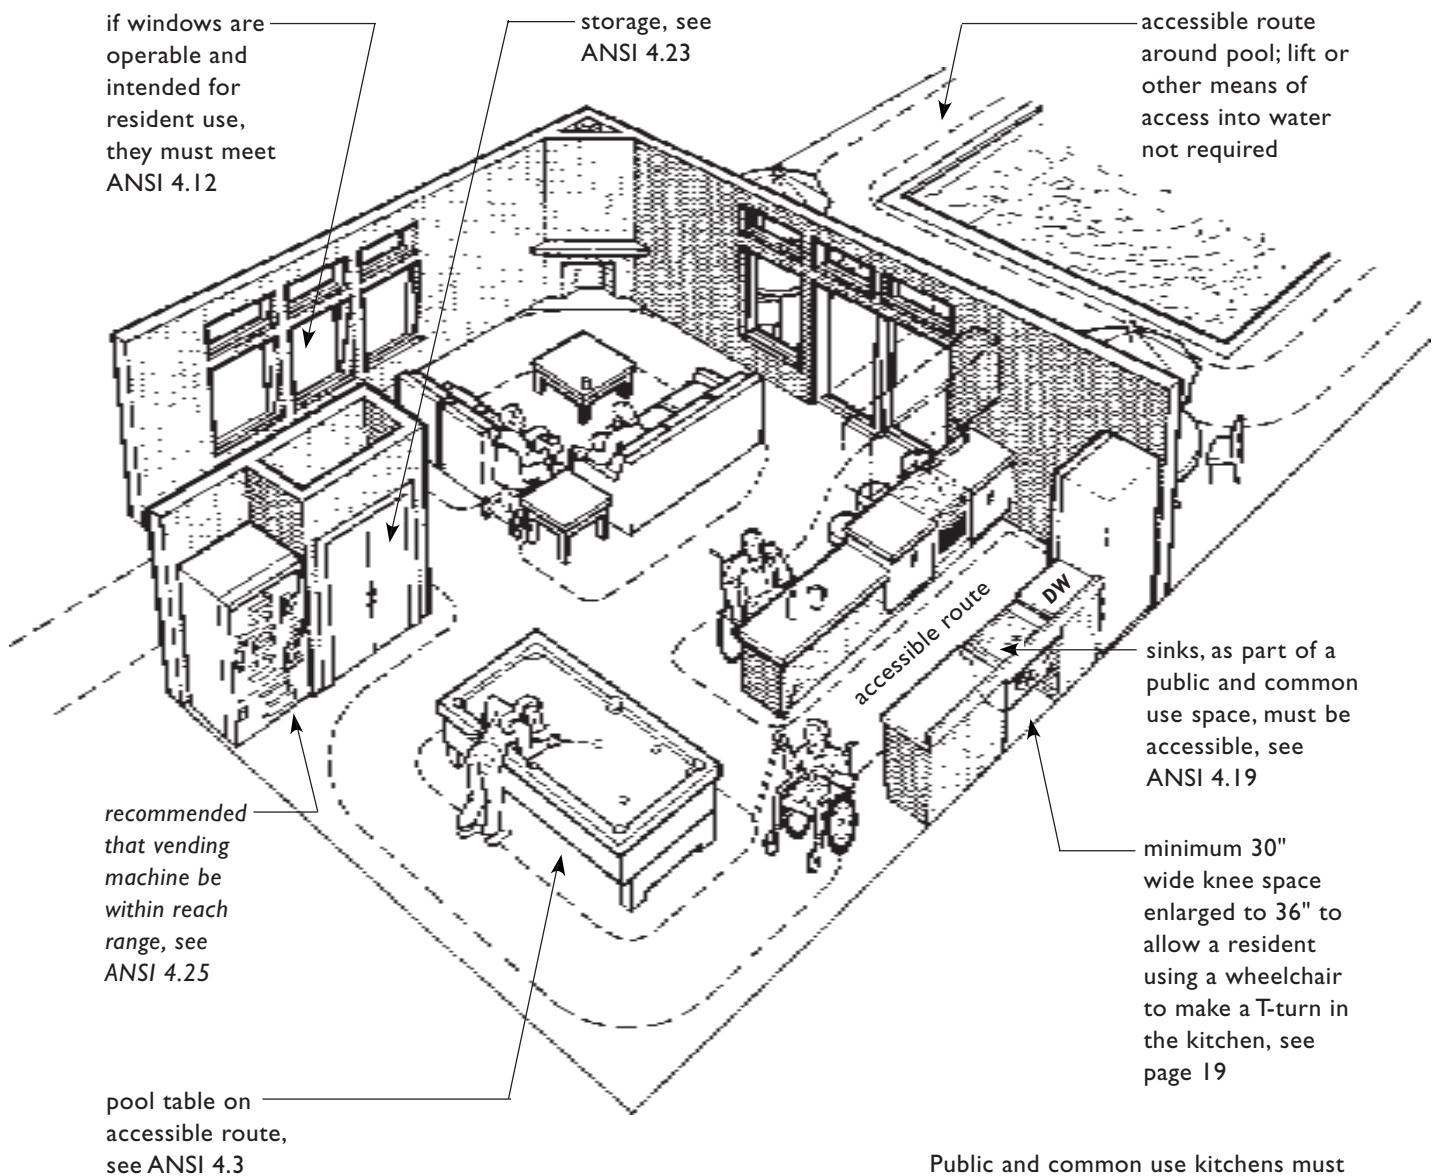 if windows are
operable and
intended for
resident use,
they must meet
ANSI 4.12
storage, see
ANSI 4.23
accessible route
around pool; lift or
other means of
access into water
not required
DW
accessible route
sinks, as part of a
public and common
use space, must be
accessible, see
ANSI 4.19
recommended
that vending
machine be
within reach
range, see
ANSI 4.25
minimum 30"
wide knee space
enlarged to 36" to
allow a resident
using a wheelchair
to make a T-turn in
the kitchen, see
page 19
pool table on
accessible route,
see ANSI 4.3
Public and common use kitchens must